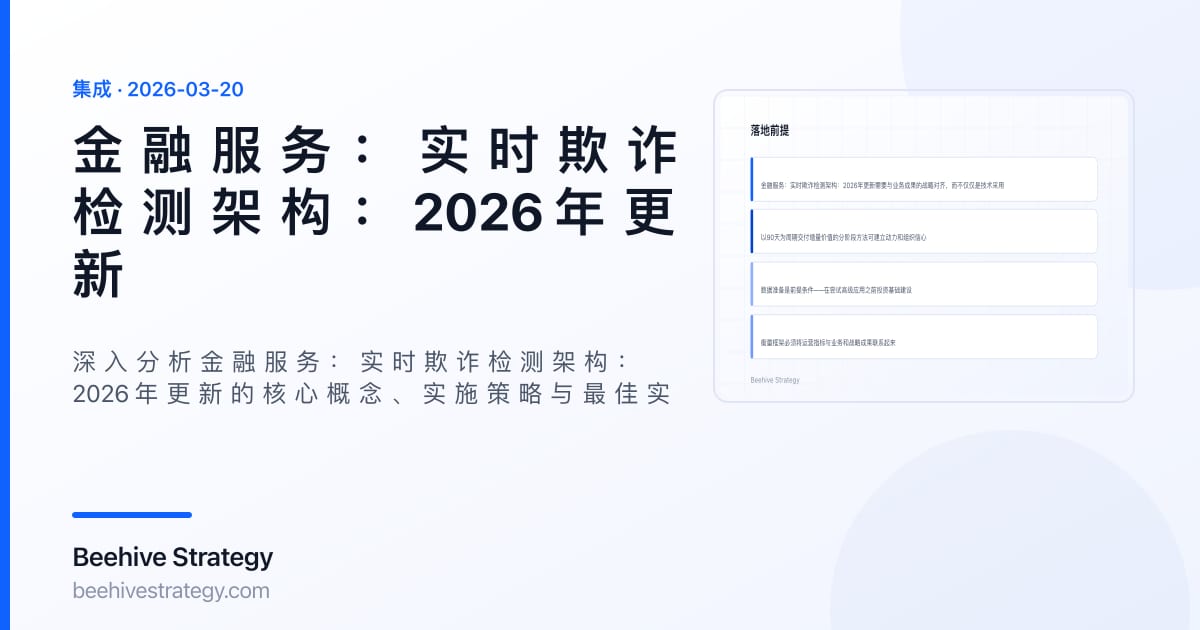 集成 · 2026-03-20
金融服务：实时欺诈
检测架构：2026年更
新
深入分析金融服务：实时欺诈检测架构：
2026年更新的核心概念、实施策略与最佳实
Beehive Strategy
beehivestrategy.com
落地前提
金融服务：实时欺诈检测架构：2026年更新需要与业务成果的战略对齐，而不仅仅是技术采用
以90天为周期交付增量价值的分阶段方法可建立动力和组织信心
数据准备是前提条件——在尝试高级应用之前投资基础建设
衡量框架必须将运营指标与业务和战略成果联系起来
Beehive Strategy